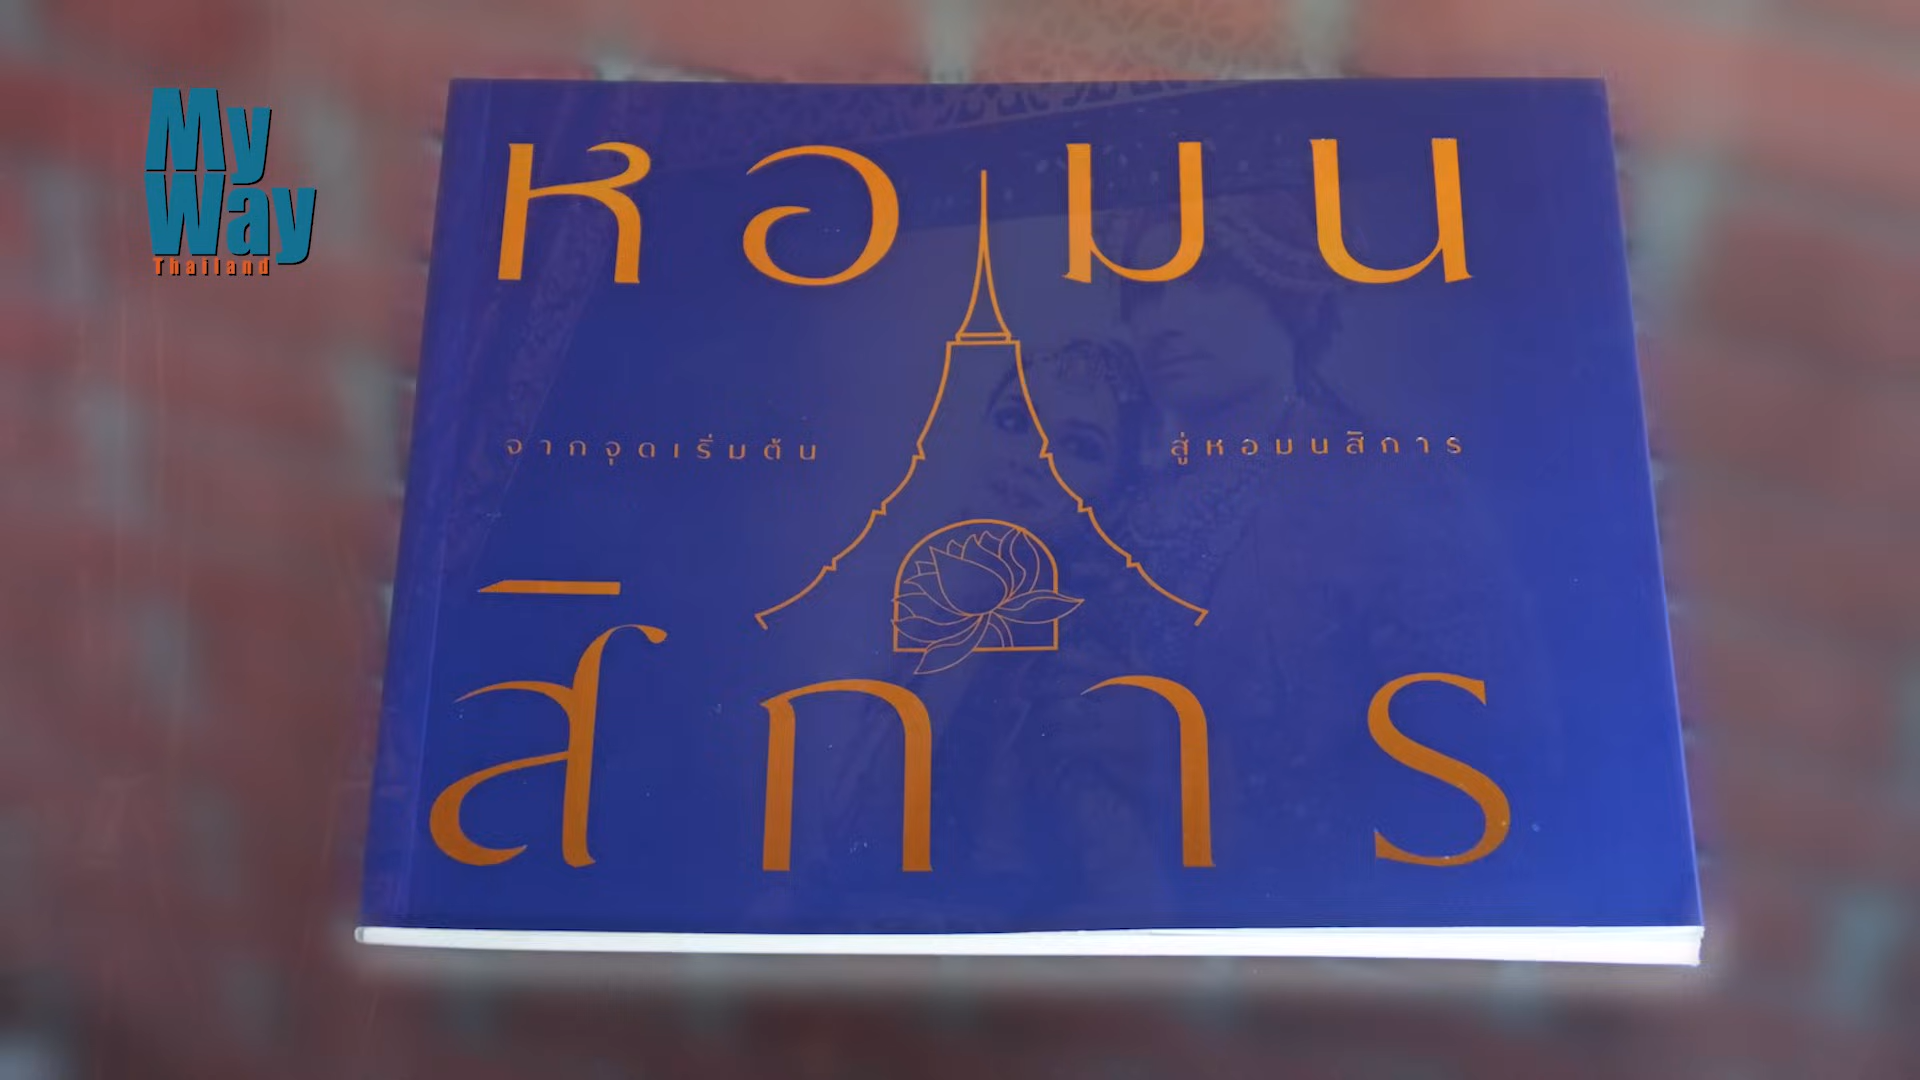 My
Way
Thailand
หอมน
จากจุดเริ่มต้น สู่หอมนสิการ
สิการ